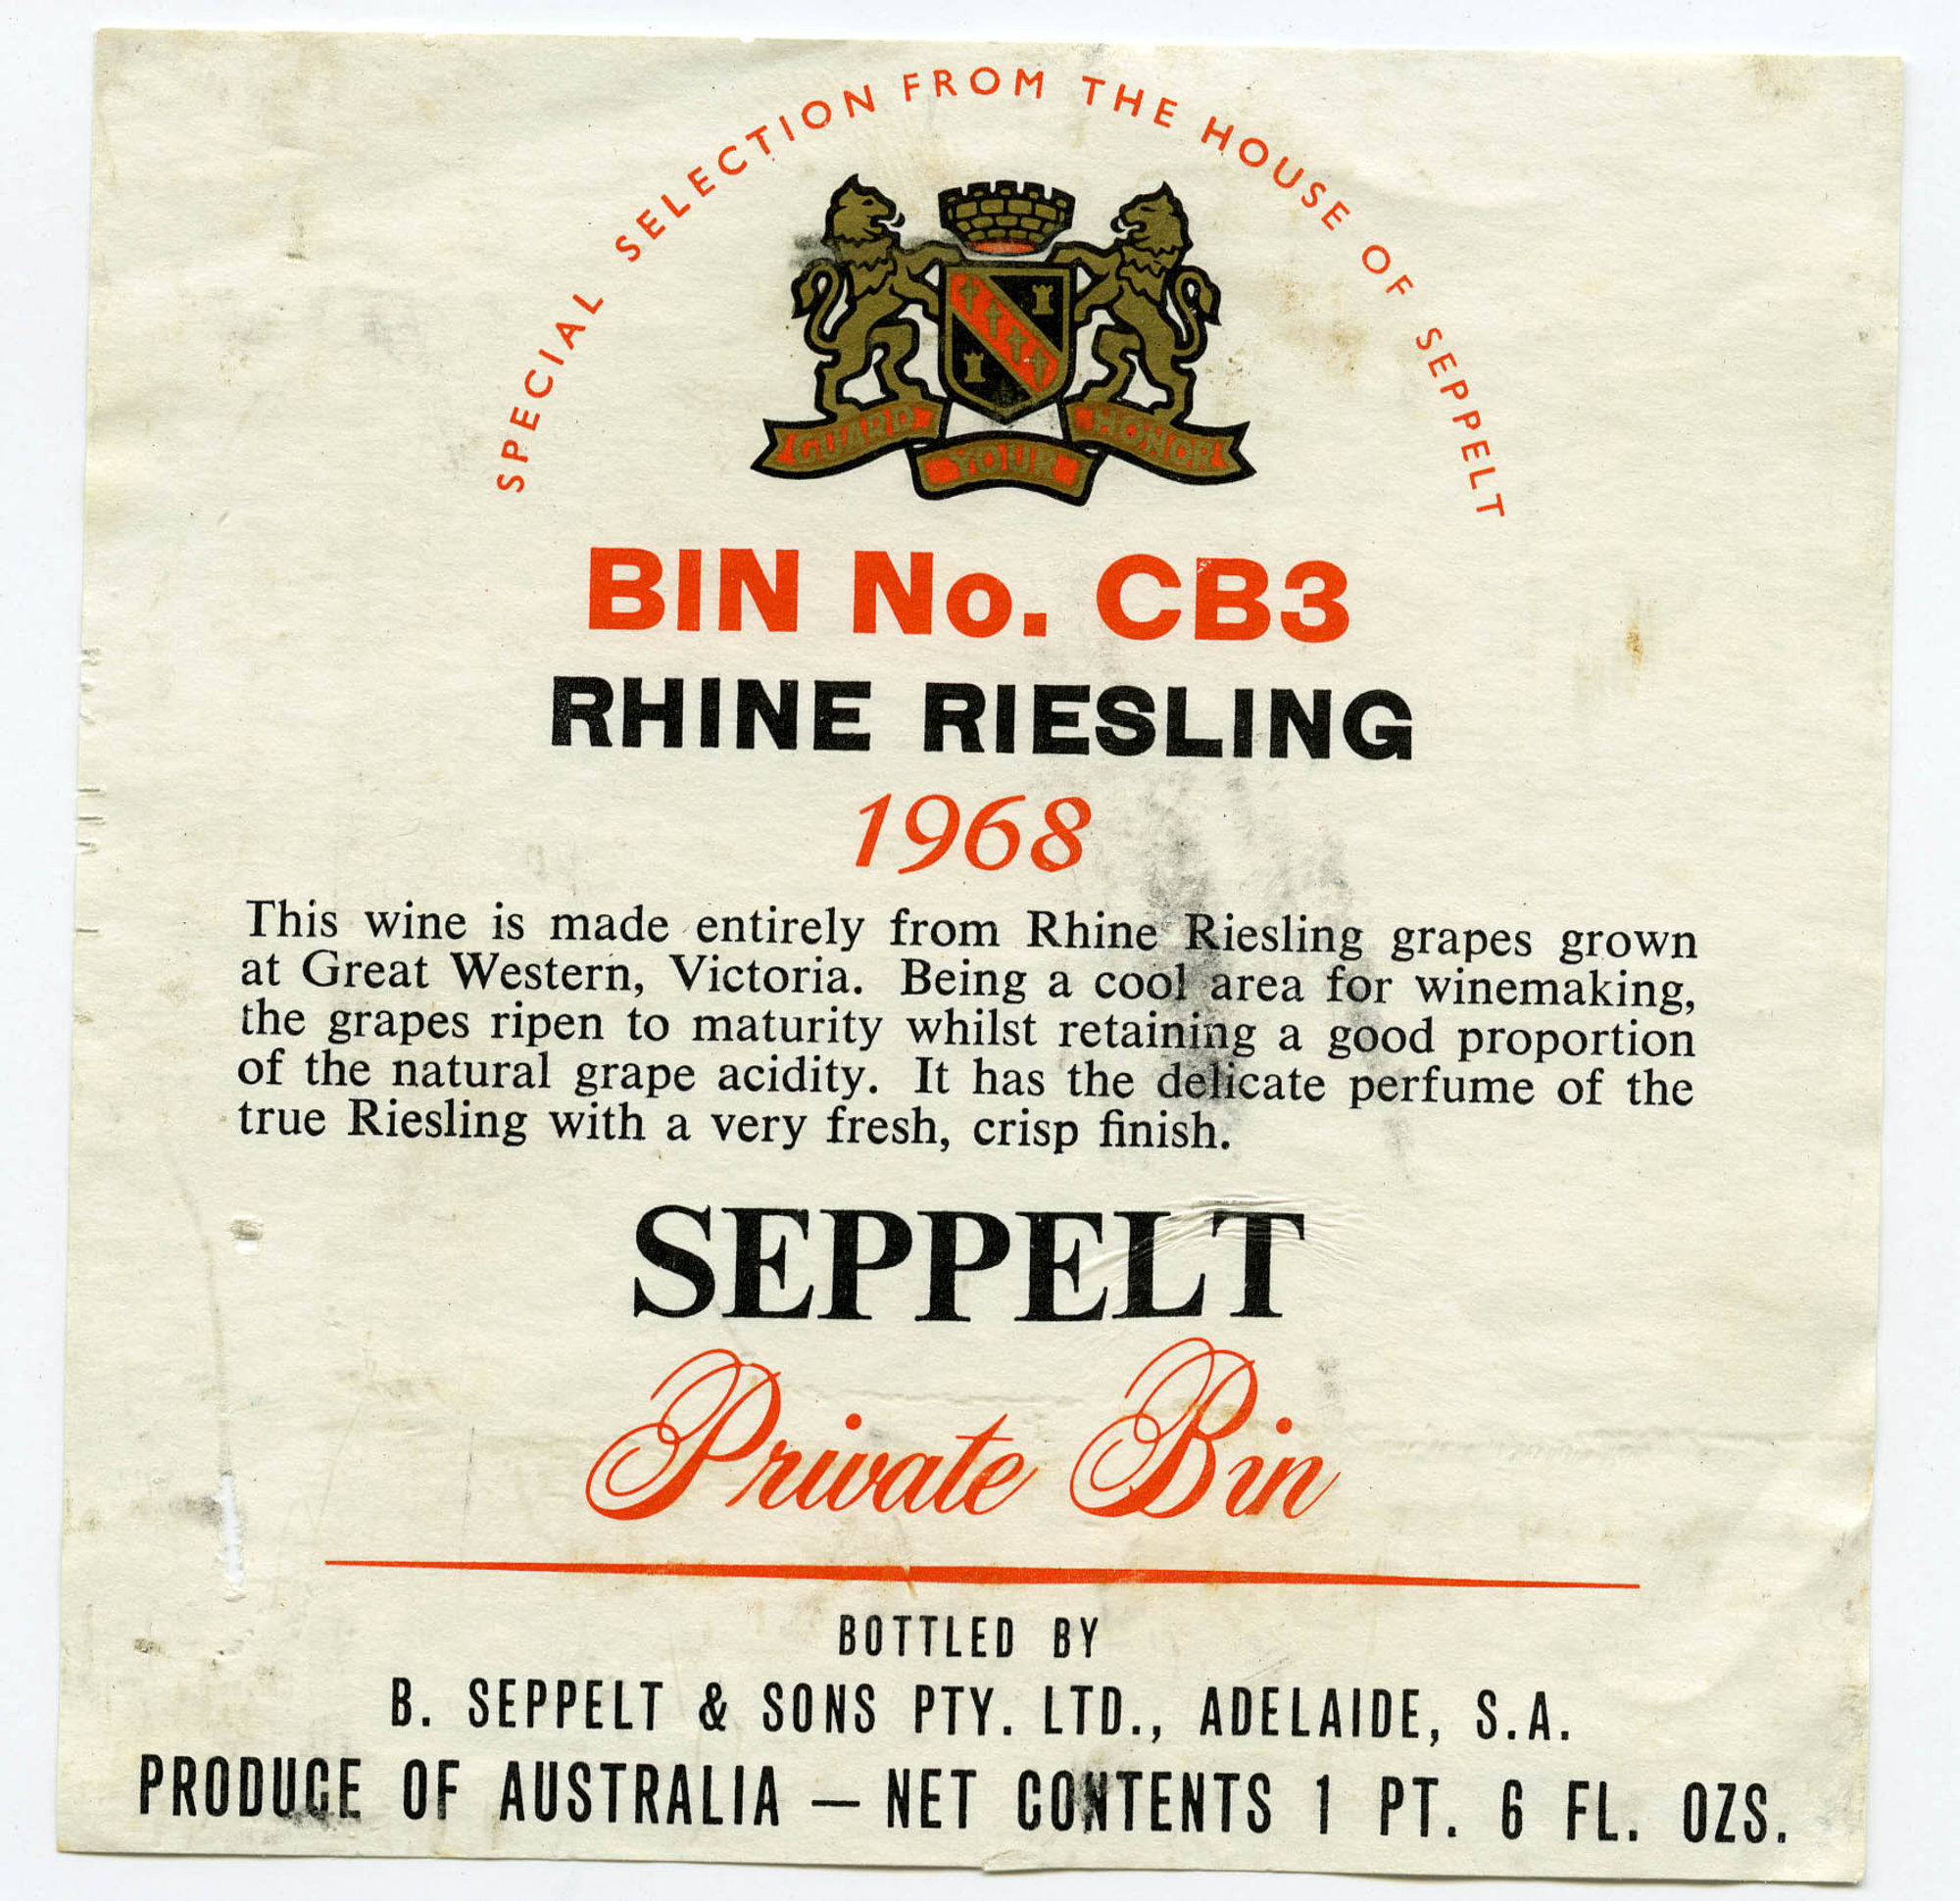 SPECIAL SELECTION FROM THE HOUSE OF SEPPELT
GUARD YOUR HONOR
BIN No. CB3
RHINE RIESLING
1968
This wine is made entirely from Rhine Riesling grapes grown
at Great Western, Victoria. Being a cool area for winemaking,
the grapes ripen to maturity whilst retaining a good proportion
of the natural grape acidity. It has the delicate perfume of the
true Riesling with a very fresh, crisp finish.
SEPPELT
Private Bin
BOTTLED BY
B. SEPPELT & SONS PTY. LTD., ADELAIDE, S.A.
PRODUCE OF AUSTRALIA — NET CONTENTS 1 PT. 6 FL. OZS.